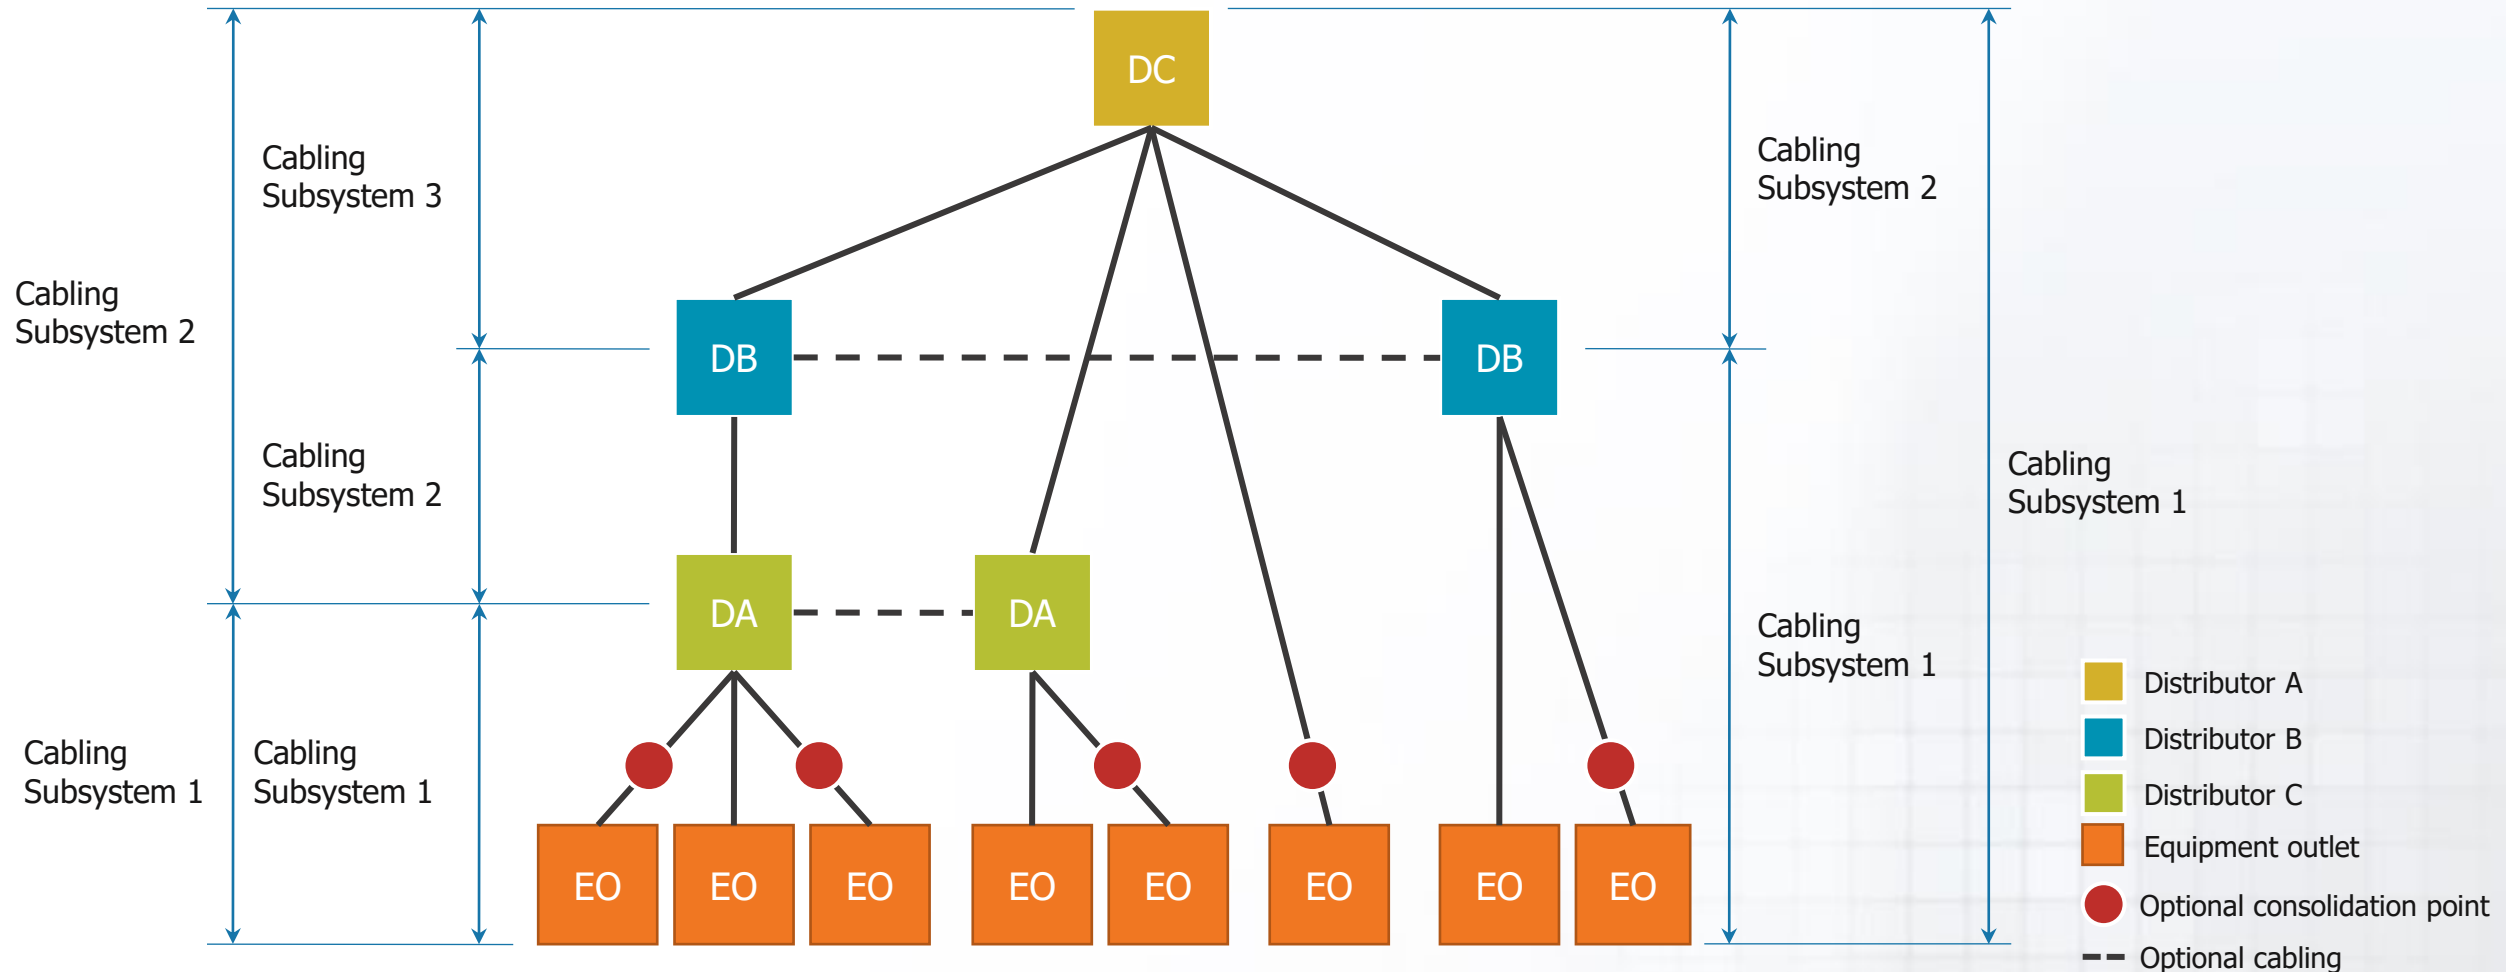 DC
Cabling
Subsystem 3
Cabling
Subsystem 2
Cabling
Subsystem 2
DB
DB
Cabling
Subsystem 2
Cabling
Subsystem 1
DA
DA
Cabling
Subsystem 1
Cabling
Subsystem 1
Cabling
Subsystem 1
EO
EO
EO
EO
EO
EO
EO
EO
Distributor A
Distributor B
Distributor C
Equipment outlet
Optional consolidation point
Optional cabling